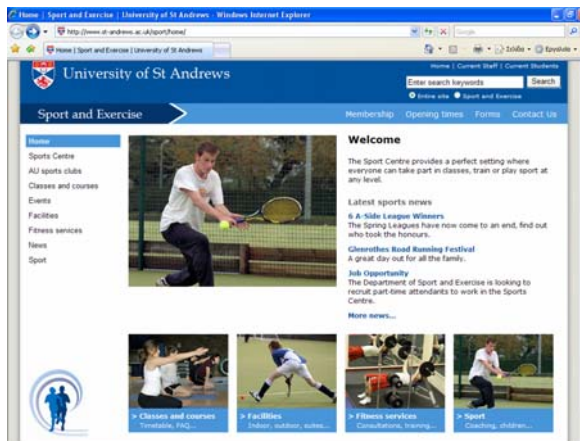 Home | Sport and Exercise | University of St Andrews - Windows Internet Explorer
http://www.st-andrews.ac.uk/sport/home/
Google
Home | Sport and Exercise | University of St Andrews
Σελίδα
Εργαλεία
University of St Andrews
Home | Current Staff | Current Students
Enter search keywords
Search
Entire site
Sport and Exercise
Sport and Exercise
Membership
Opening times
Forms
Contact Us
Home
Sports Centre
AU sports clubs
Classes and courses
Events
Facilities
Fitness services
News
Sport
Welcome
The Sport Centre provides a perfect setting where
everyone can take part in classes, train or play sport at
any level.
Latest sports news
6 A-Side League Winners
The Spring Leagues have now come to an end, find out
who took the honours.
Glenrothes Road Running Festival
A great day out for all the family.
Job Opportunity
The Department of Sport and Exercise is looking to
recruit part-time attendants to work in the Sports
Centre.
More news...
> Classes and courses
Timetable, FAQ...
> Facilities
Indoor, outdoor, suites...
> Fitness services
Consultations, training...
> Sport
Coaching, children...